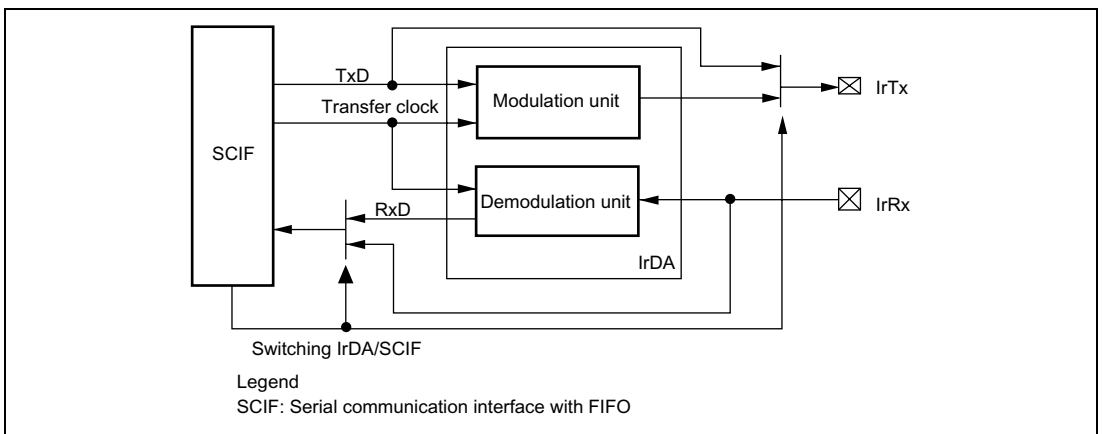 TxD
Modulation unit
IrTx
Transfer clock
SCIF
Demodulation unit
IrRx
RxD
IrDA
Switching IrDA/SCIF
Legend
SCIF: Serial communication interface with FIFO